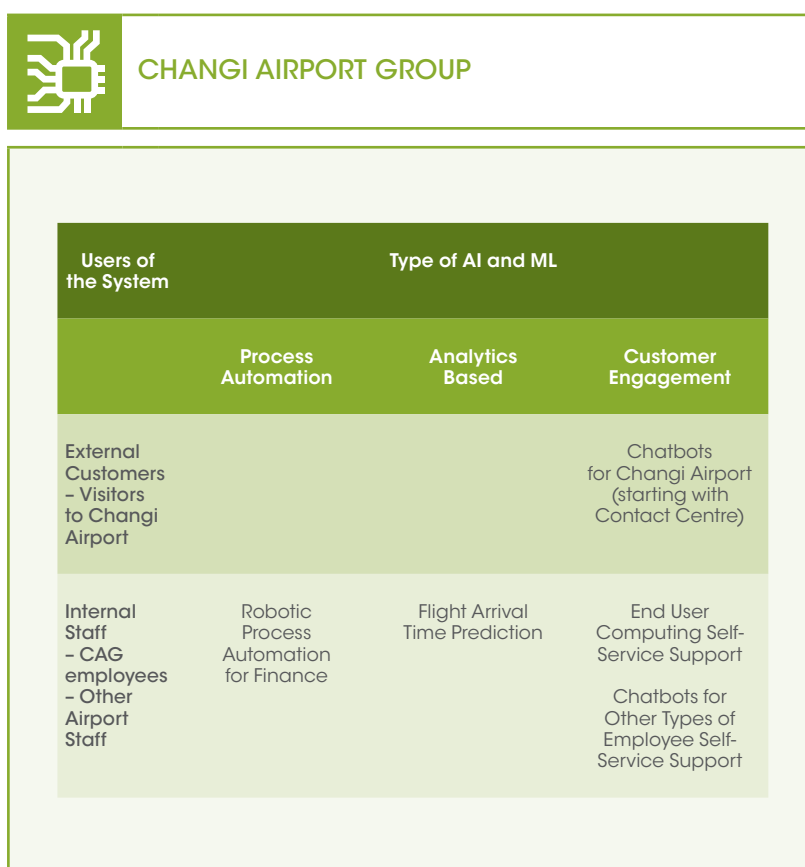 CHANGI AIRPORT GROUP
Users of
the System
Type of AI and ML
Process
Automation
Analytics
Based
Customer
Engagement
External
Customers
– Visitors
to Changi
Airport
Chatbots
for Changi Airport
(starting with
Contact Centre)
Internal
Staff
– CAG
employees
– Other
Airport
Staff
Robotic
Process
Automation
for Finance
Flight Arrival
Time Prediction
End User
Computing Self-
Service Support
Chatbots for
Other Types of
Employee Self-
Service Support